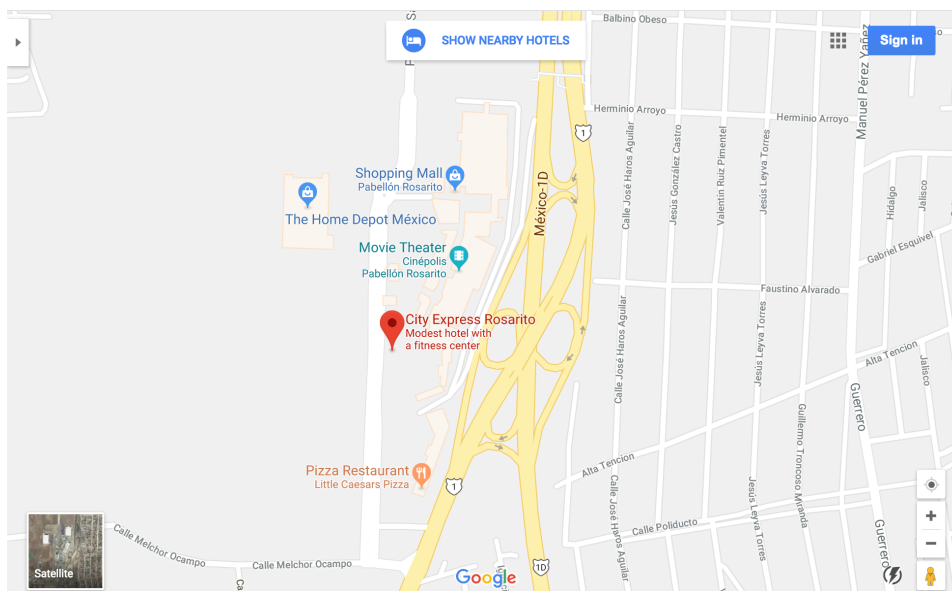 Balbino Obeso
SHOW NEARBY HOTELS
Sign in
Manuel Pérez Yañez
Herminio Arroyo
Herminio Arroyo
1
México-1D
Calle José Haros Aguilar
Jesús González Castro
Valentín Ruiz Pimentel
Jesús Leyva Torres
Hidalgo
Jalisco
Shopping Mall
Pabellón Rosarito
The Home Depot México
Movie Theater
Cinépolis
Pabellón Rosarito
Gabriel Esquivel
Faustino Alvarado
City Express Rosarito
Modest hotel with
a fitness center
Calle José Haros Aguilar
Jesús Leyva Torres
Alta Tencion
Jalisco
Guerrero
Guillermo Troncoso Miranda
Alta Tencion
Pizza Restaurant
Little Caesars Pizza
1
Calle José Haros Aguilar
Jesús Leyva Torres
Calle Poliducto
Guerrero
Calle Melchor Ocampo
Calle Melchor Ocampo
1D
Satellite
Google